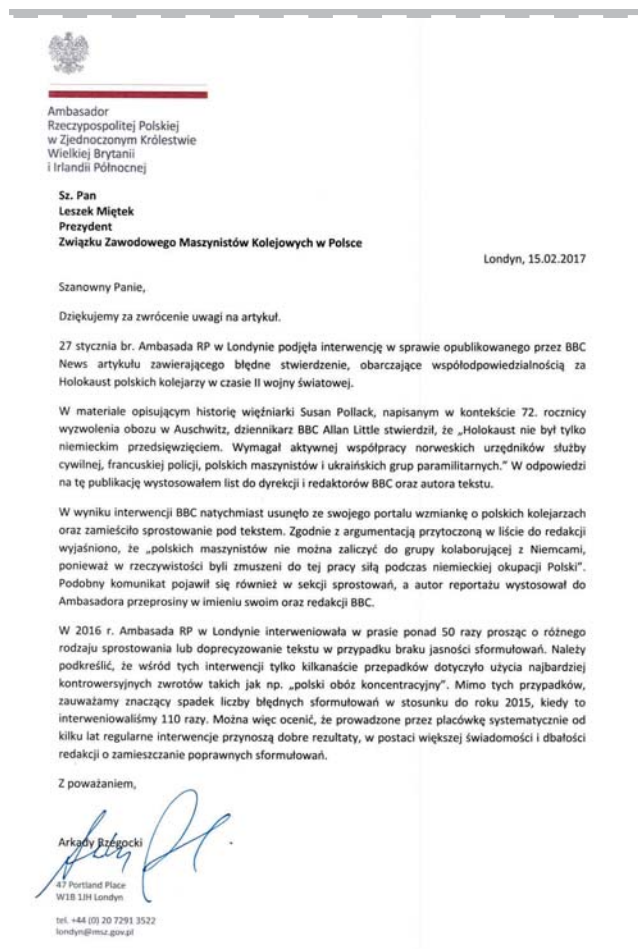 Ambasador
Rzeczypospolitej Polskiej
w Zjednoczonym Królestwie
Wielkiej Brytanii
i Irlandii Północnej
Sz. Pan
Leszek Miętek
Prezydent
Związku Zawodowego Maszynistów Kolejowych w Polsce
Londyn, 15.02.2017
Szanowny Panie,
Dziękujemy za zwrócenie uwagi na artykuł.
27 stycznia br. Ambasada RP w Londynie podjęła interwencję w sprawie opublikowanego przez BBC
News artykułu zawierającego błędne stwierdzenie, obarczające współodpowiedzialnością za
Holokaust polskich kolejarzy w czasie II wojny światowej.
W materiale opisującym historię więźniarki Susan Pollack, napisanym w kontekście 72. rocznicy
wyzwolenia obozu w Auschwitz, dziennikarz BBC Allan Little stwierdził, że „Holokaust nie był tylko
niemieckim przedsięwzięciem. Wymagał aktywnej współpracy norweskich urzędników służby
cywilnej, francuskiej policji, polskich maszynistów i ukraińskich grup paramilitarnych.” W odpowiedzi
na tę publikację wystosowałem list do dyrekcji i redaktorów BBC oraz autora tekstu.
W wyniku interwencji BBC natychmiast usunęło ze swojego portalu wzmiankę o polskich kolejarzach
oraz zamieściło sprostowanie pod tekstem. Zgodnie z argumentacją przytoczoną w liście do redakcji
wyjaśniono, że „polskich maszynistów nie można zaliczyć do grupy kolaborującej z Niemcami,
ponieważ w rzeczywistości byli zmuszeni do tej pracy siłą podczas niemieckiej okupacji Polski”.
Podobny komunikat pojawił się również w sekcji sprostowań, a autor reportażu wystosował do
Ambasadora przeprosiny w imieniu swoim oraz redakcji BBC.
W 2016 r. Ambasada RP w Londynie interweniowała w prasie ponad 50 razy prosząc o różnego
rodzaju sprostowania lub doprecyzowanie tekstu w przypadku braku jasności sformułowań. Należy
podkreślić, że wśród tych interwencji tylko kilkanaście przepadków dotyczyło użycia najbardziej
kontrowersyjnych zwrotów takich jak np. „polski obóz koncentracyjny”. Mimo tych przypadków,
zauważamy znaczący spadek liczby błędnych sformułowań w stosunku do roku 2015, kiedy to
interweniowaliśmy 110 razy. Można więc ocenić, że prowadzone przez placówkę systematycznie od
kilku lat regularne interwencje przynoszą dobre rezultaty, w postaci większej świadomości i dbałości
redakcji o zamieszczanie poprawnych sformułowań.
Z poważaniem,
Arkady Rzegocki
47 Portland Place
W1B 1JH Londyn
tel. +44 (0) 20 7291 3522
londyn@msz.gov.pl